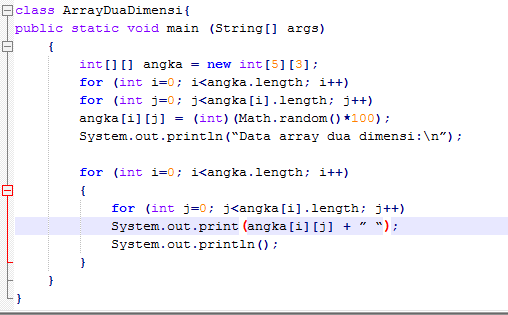 class ArrayDuaDimensi{
public static void main (String[] args)
{
int[][] angka = new int[5][3];
for (int i=0; i<angka.length; i++)
for (int j=0; j<angka[i].length; j++)
angka[i][j] = (int)(Math.random()*100);
System.out.println(“Data array dua dimensi:\n”);
for (int i=0; i<angka.length; i++)
{
for (int j=0; j<angka[i].length; j++)
System.out.print(angka[i][j] + ” “);
System.out.println();
}
}
}